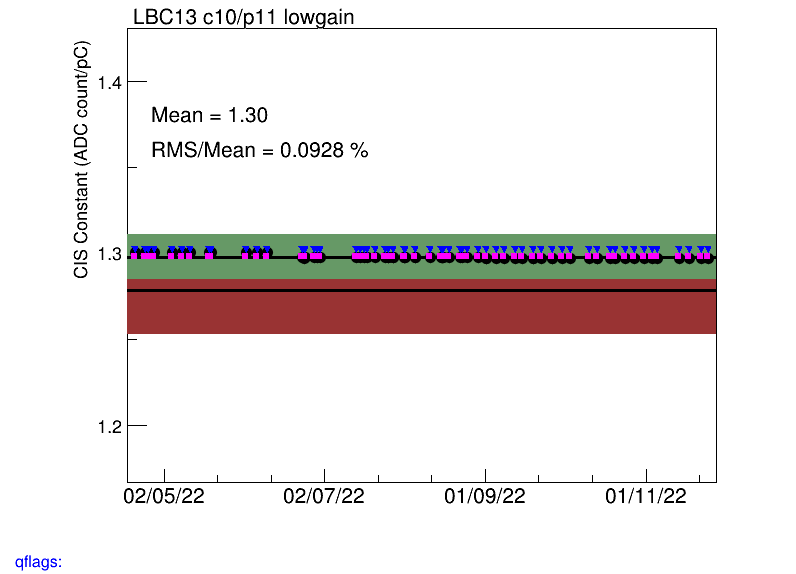 LBC13 c10/p11 lowgain
CIS Constant (ADC count/pC)
1.4
Mean = 1.30
RMS/Mean = 0.0928 %
1.3
1.2
02/05/22 02/07/22 01/09/22 01/11/22
qflags: